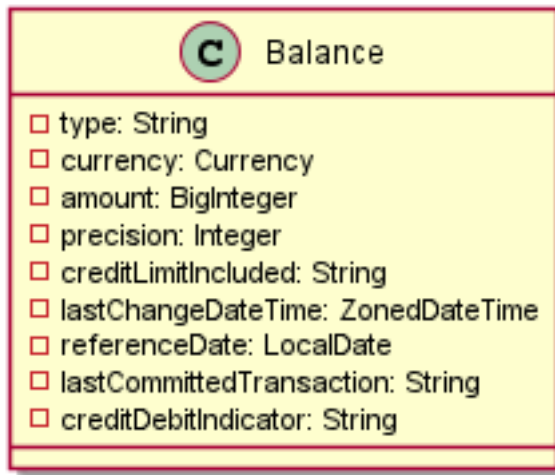 C Balance
type: String
currency: Currency
amount: BigInteger
precision: Integer
creditLimitIncluded: String
lastChangeDateTime: ZonedDateTime
referenceDate: LocalDate
lastCommittedTransaction: String
creditDebitIndicator: String